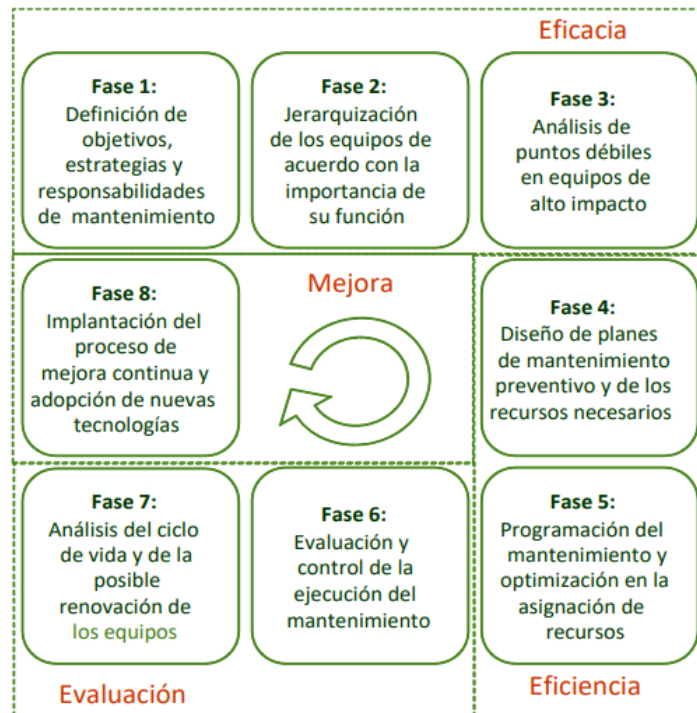 Eficacia
Fase 1:
Definición de
objetivos,
estrategias y
responsabilidades
de mantenimiento
Fase 2:
Jerarquización
de los equipos de
acuerdo con la
importancia de
su función
Fase 3:
Análisis de
puntos débiles
en equipos de
alto impacto
Fase 8:
Implantación del
proceso de
mejora continua y
adopción de nuevas
tecnologías
Mejora
Fase 4:
Diseño de planes
de mantenimiento
preventivo y de los
recursos necesarios
Fase 7:
Análisis del ciclo
de vida y de la
posible
renovación de
los equipos
Fase 6:
Evaluación y
control de la
ejecución del
mantenimiento
Fase 5:
Programación del
mantenimiento y
optimización en la
asignación de
recursos
Evaluación
Eficiencia